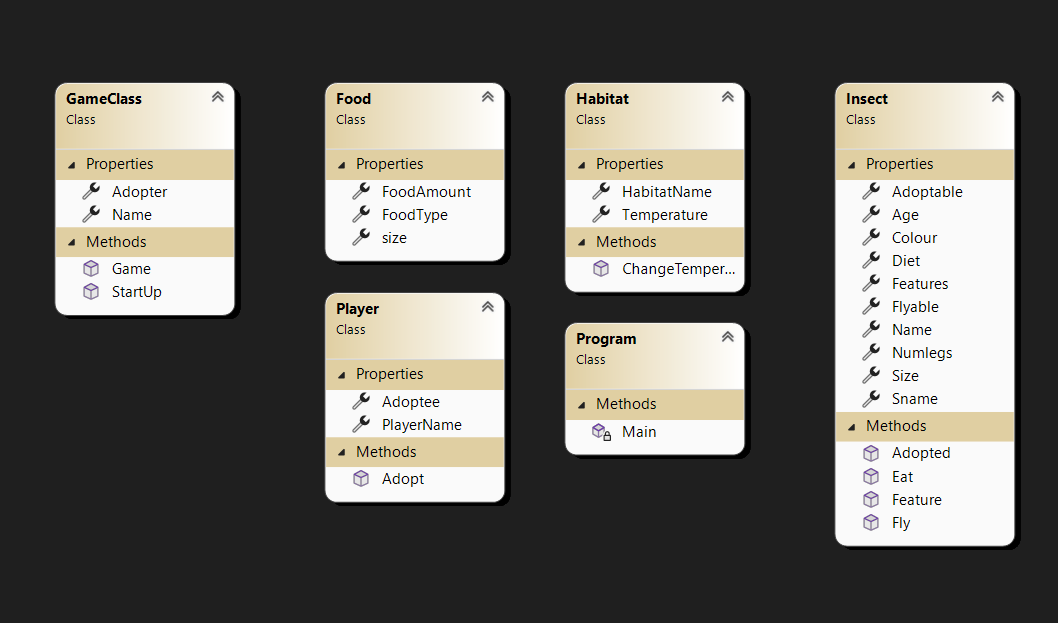 GameClass
Class
Properties
Adopter
Name
Methods
Game
StartUp
Food
Class
Properties
FoodAmount
FoodType
size
Player
Class
Properties
Adoptee
PlayerName
Methods
Adopt
Habitat
Class
Properties
HabitatName
Temperature
Methods
ChangeTemper...
Program
Class
Methods
Main
Insect
Class
Properties
Adoptable
Age
Colour
Diet
Features
Flyable
Name
Numlegs
Size
Sname
Methods
Adopted
Eat
Feature
Fly